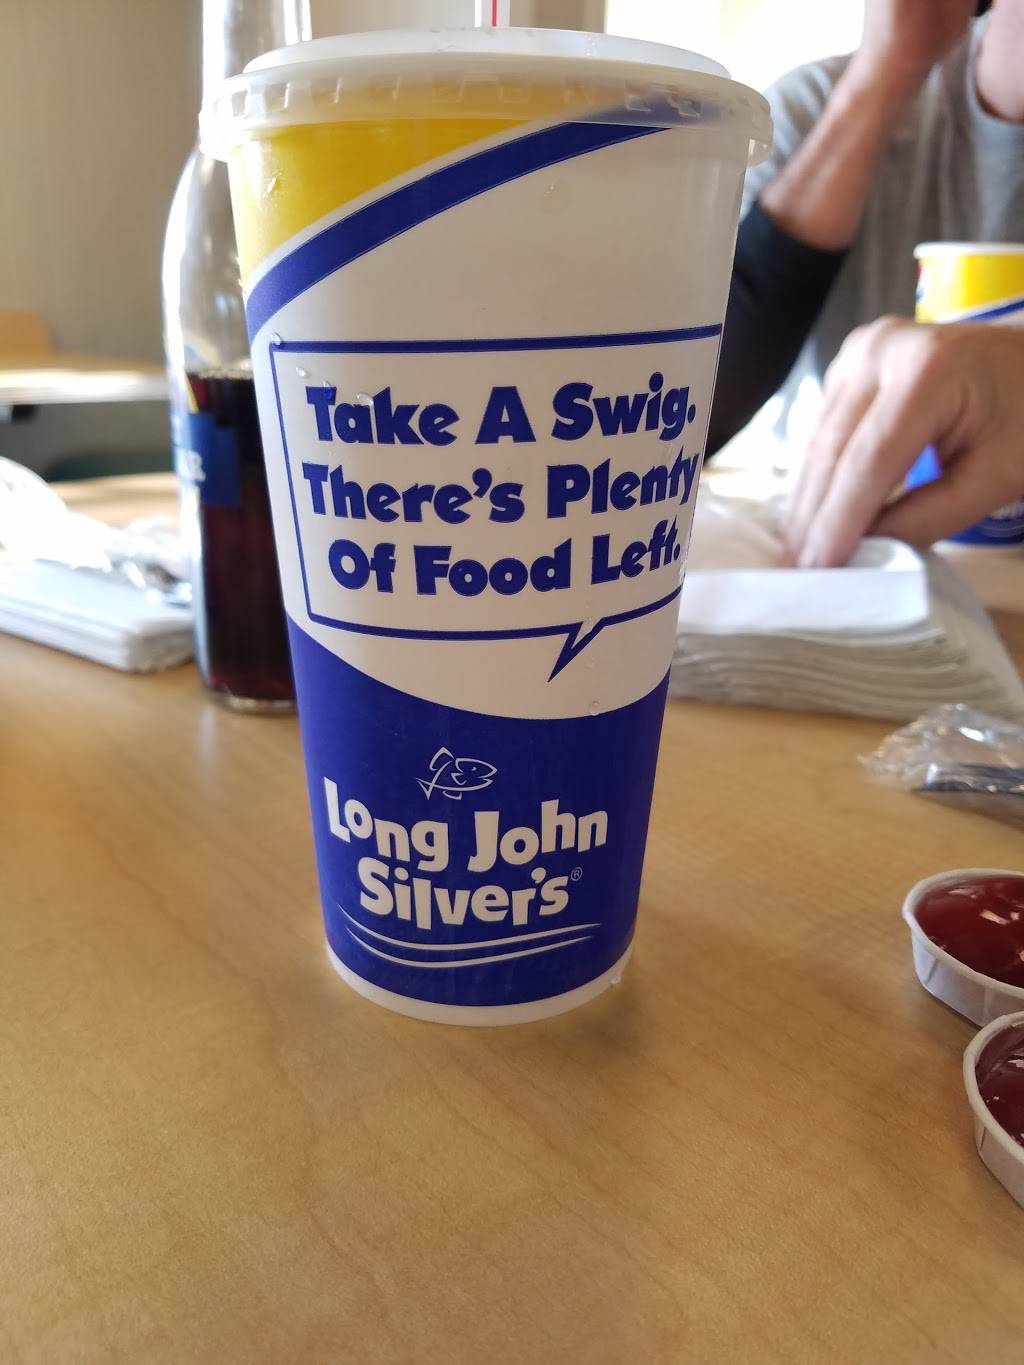 Take A Swig.
There's Plenty
Of Food Left.
Long John
Silver's®